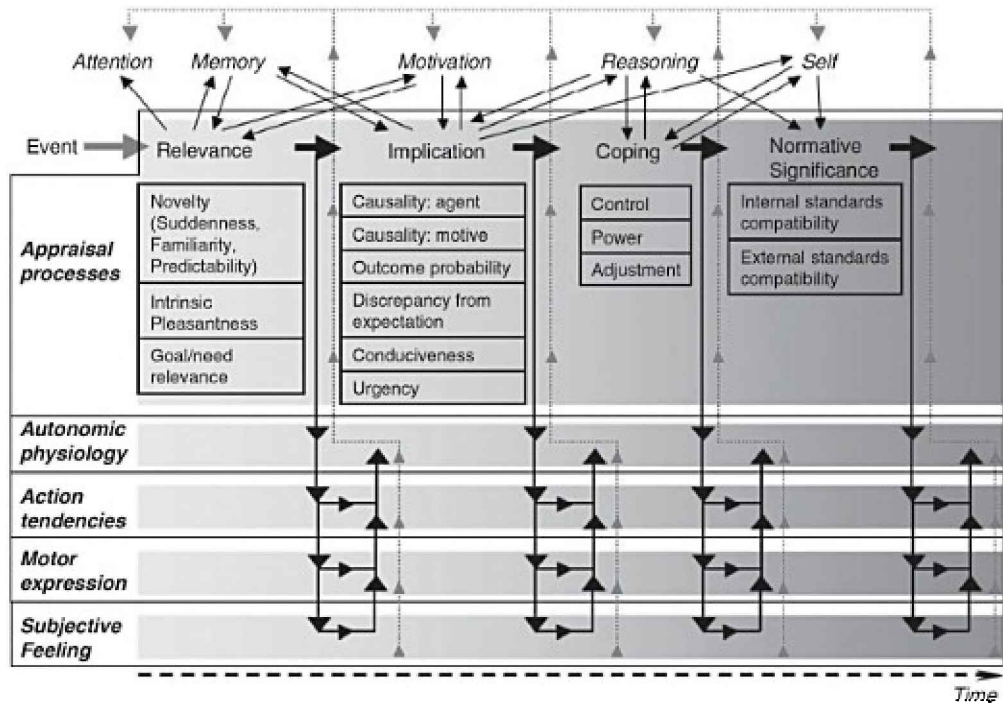 Attention
Memory
Motivation
Reasoning
Self
Event
Relevance
Implication
Coping
Normative
Significance
Appraisal
processes
Novelty
(Suddenness,
Familiarity,
Predictability)
Intrinsic
Pleasantness
Goal/need
relevance
Causality: agent
Causality: motive
Outcome probability
Discrepancy from
expectation
Conduciveness
Urgency
Control
Power
Adjustment
Internal standards
compatibility
External standards
compatibility
Autonomic
physiology
Action
tendencies
Motor
expression
Subjective
Feeling
Time